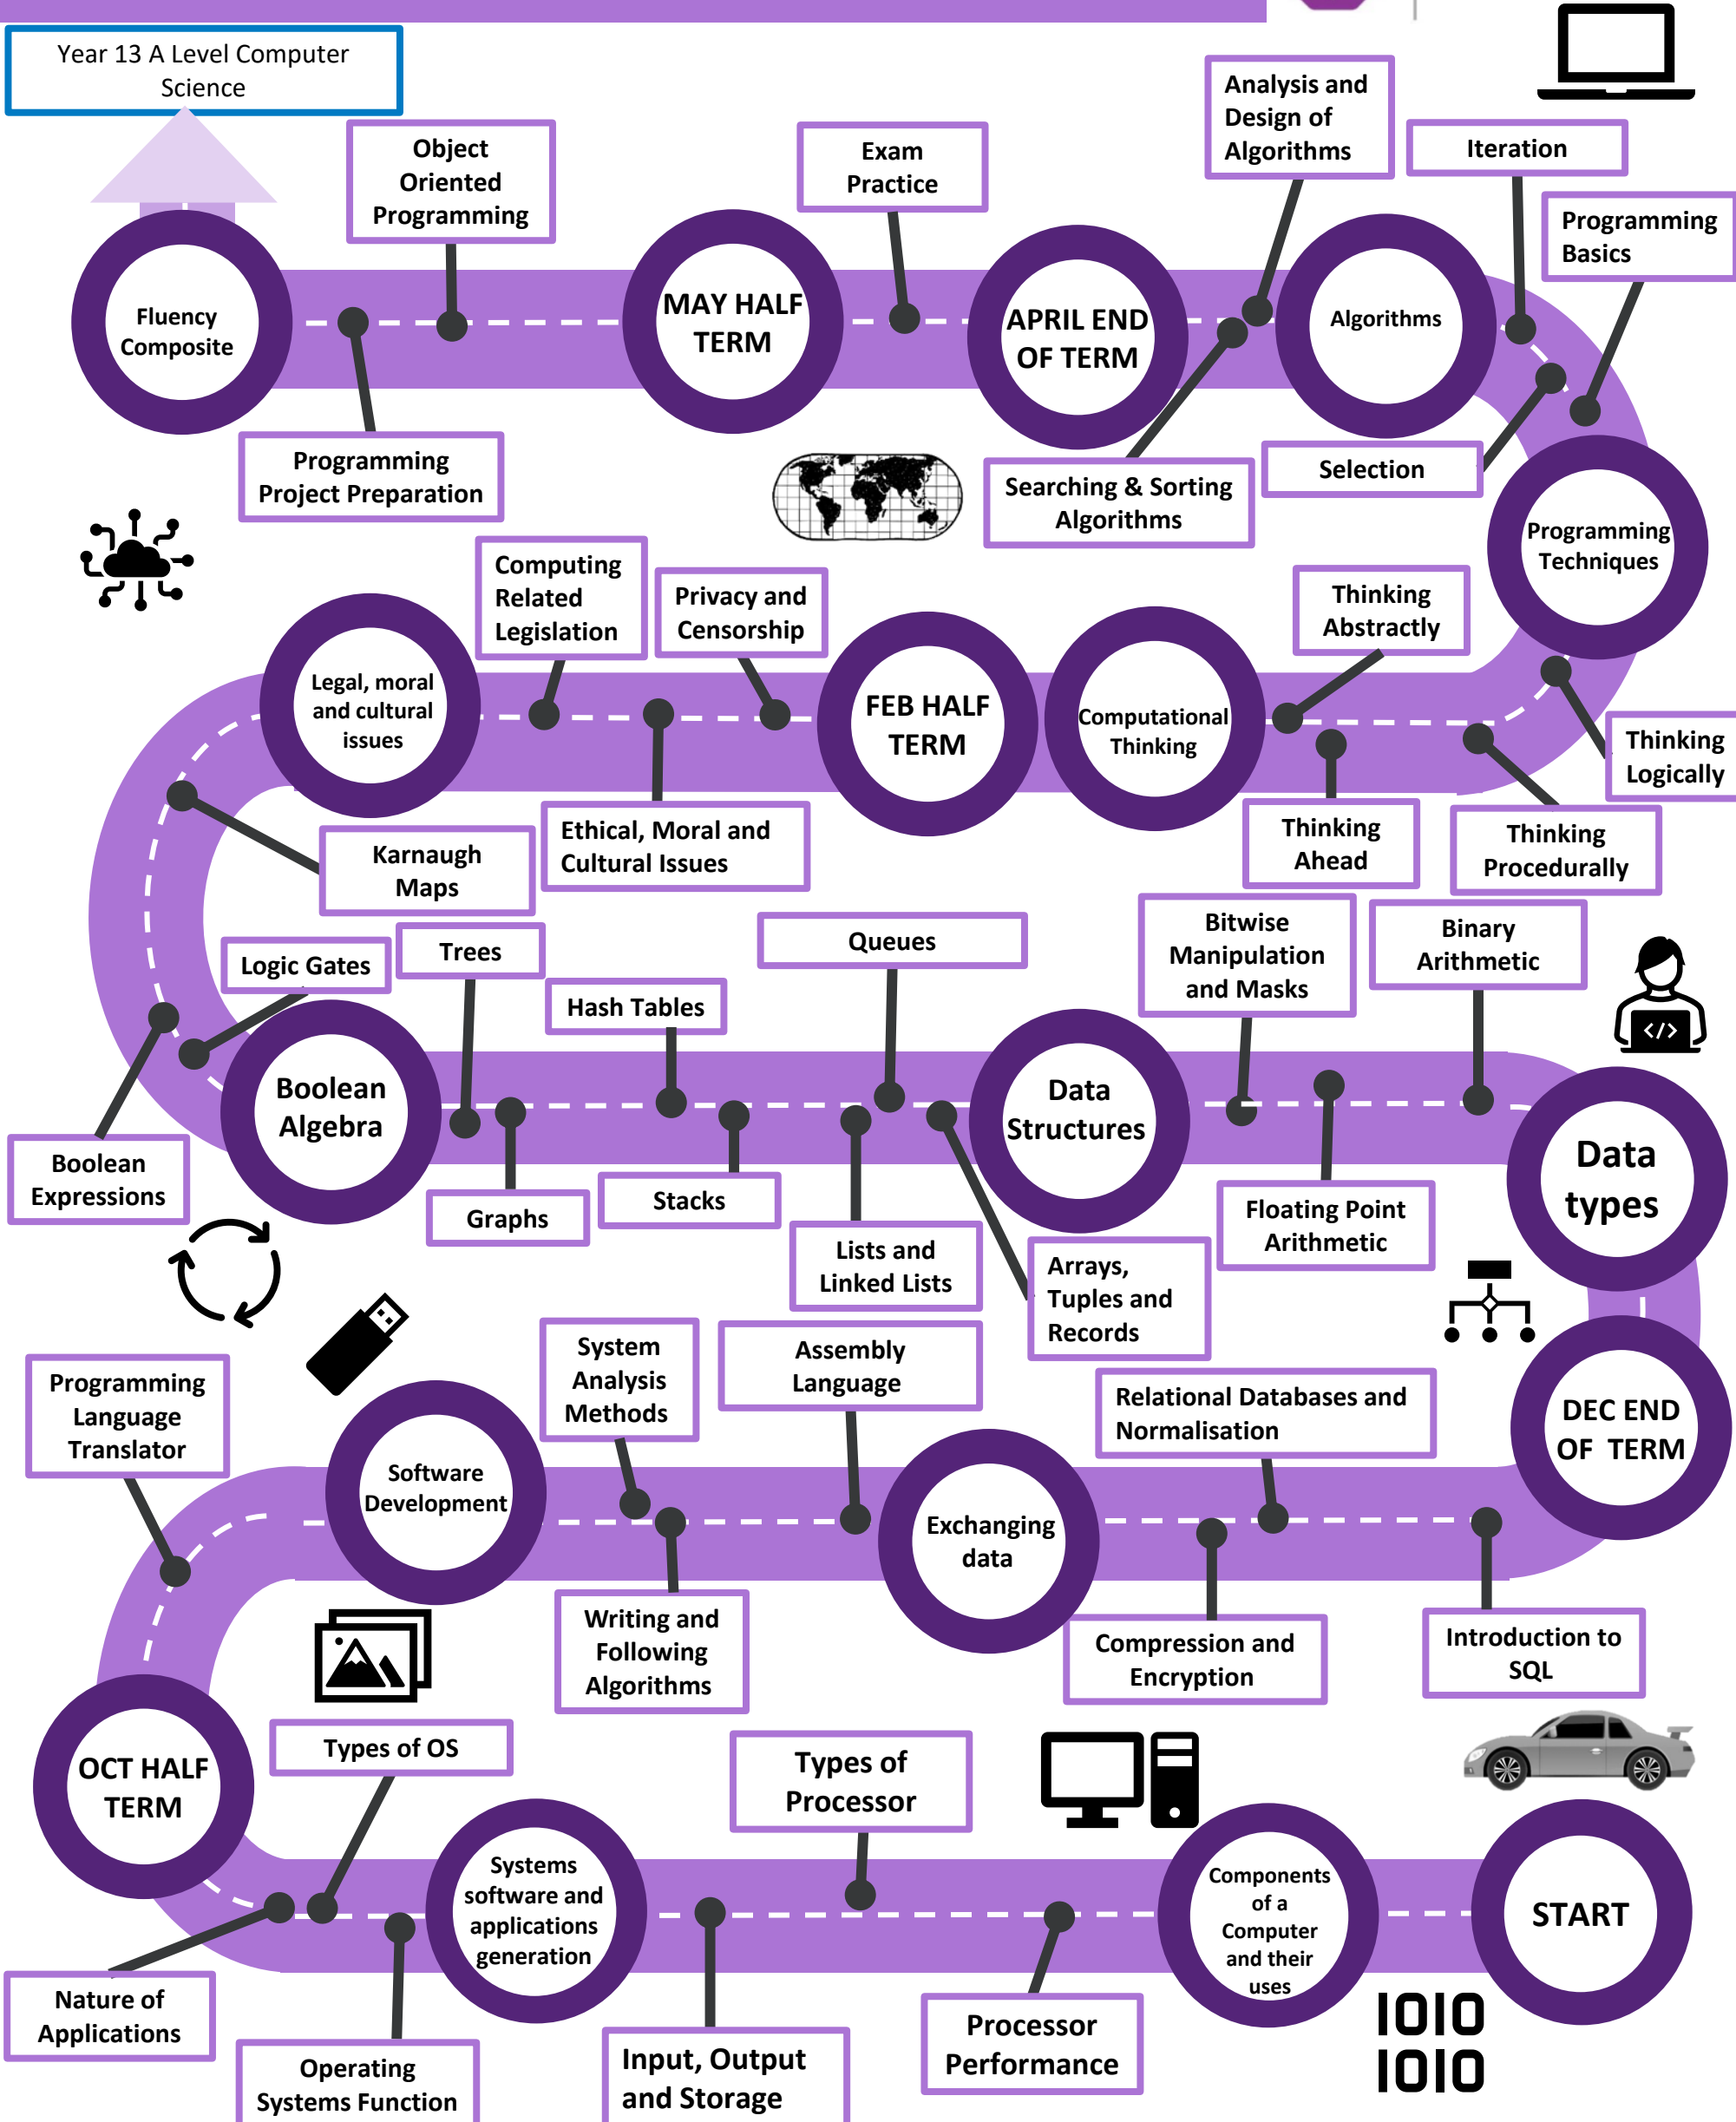 Year 13 A Level Computer
Science
Object
Oriented
Programming
Exam
Practice
Analysis and
Design of
Algorithms
Iteration
Programming
Basics
Fluency
Composite
MAY HALF
TERM
APRIL END
OF TERM
Algorithms
Programming
Project Preparation
Searching & Sorting
Algorithms
Selection
Programming
Techniques
Computing
Related
Legislation
Privacy and
Censorship
Thinking
Abstractly
Legal, moral
and cultural
issues
FEB HALF
TERM
Computational
Thinking
Thinking
Logically
Karnaugh
Maps
Ethical, Moral and
Cultural Issues
Thinking
Ahead
Thinking
Procedurally
Logic Gates
Trees
Hash Tables
Queues
Bitwise
Manipulation
and Masks
Binary
Arithmetic
</>
Boolean
Algebra
Data
Structures
Data
types
Boolean
Expressions
Graphs
Stacks
Lists and
Linked Lists
Arrays,
Tuples and
Records
Floating Point
Arithmetic
Programming
Language
Translator
System
Analysis
Methods
Assembly
Language
Relational Databases and
Normalisation
DEC END
OF TERM
Software
Development
Exchanging
data
Writing and
Following
Algorithms
Compression and
Encryption
Introduction to
SQL
OCT HALF
TERM
Types of OS
Types of
Processor
Systems
software and
applications
generation
Components
of a
Computer
and their
uses
START
Nature of
Applications
Operating
Systems Function
Input, Output
and Storage
Processor
Performance
1010
1010